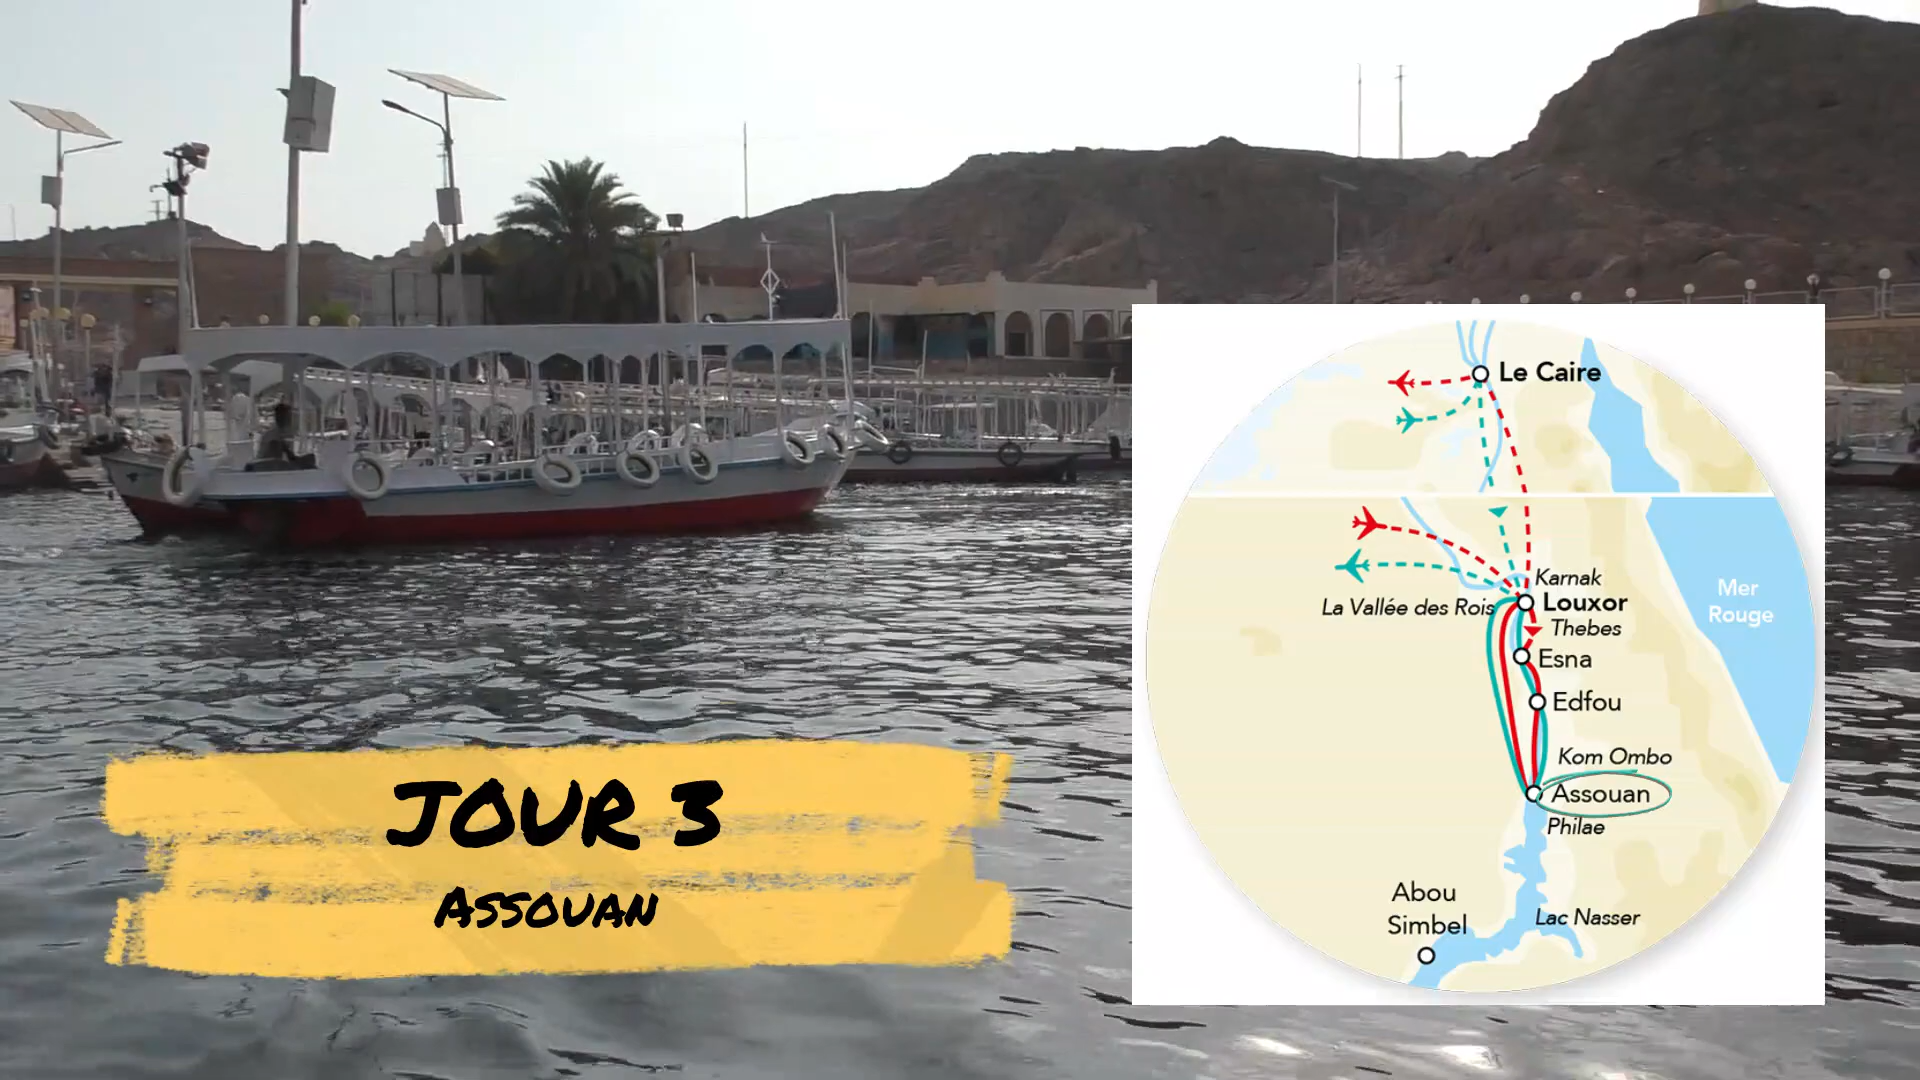 JOUR 3
ASSOUAN
Le Caire
Karnak
La Vallée des Rois
Louxor
Thebes
Esna
Edfou
Kom Ombo
Assouan
Philae
Abou
Simbel
Lac Nasser
Mer
Rouge